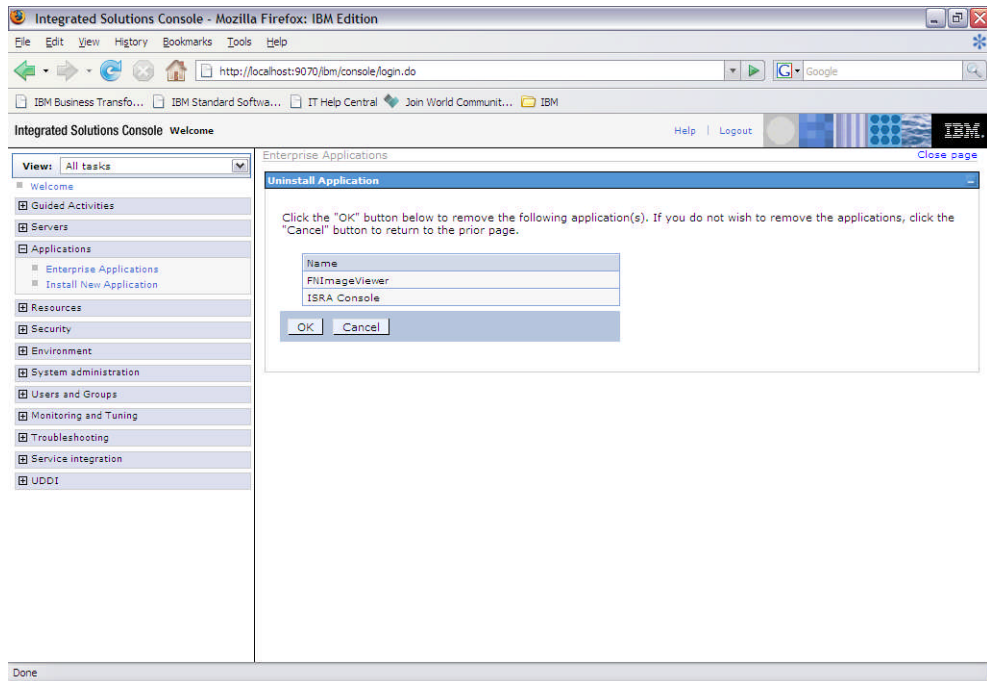 Integrated Solutions Console - Mozilla Firefox: IBM Edition
File Edit View History Bookmarks Tools Help
http://localhost:9070/ibm/console/login.do
G Google
IBM Business Transfo... IBM Standard Softwa... IT Help Central Join World Communit... IBM
Integrated Solutions Console Welcome
Help | Logout
IBM.
View: All tasks
Welcome
Guided Activities
Servers
Applications
Enterprise Applications
Install New Application
Resources
Security
Environment
System administration
Users and Groups
Monitoring and Tuning
Troubleshooting
Service integration
UDDI
Enterprise Applications
Close page
Uninstall Application
Click the "OK" button below to remove the following application(s). If you do not wish to remove the applications, click the
"Cancel" button to return to the prior page.
Name
FNImageViewer
ISRA Console
OK Cancel
Done